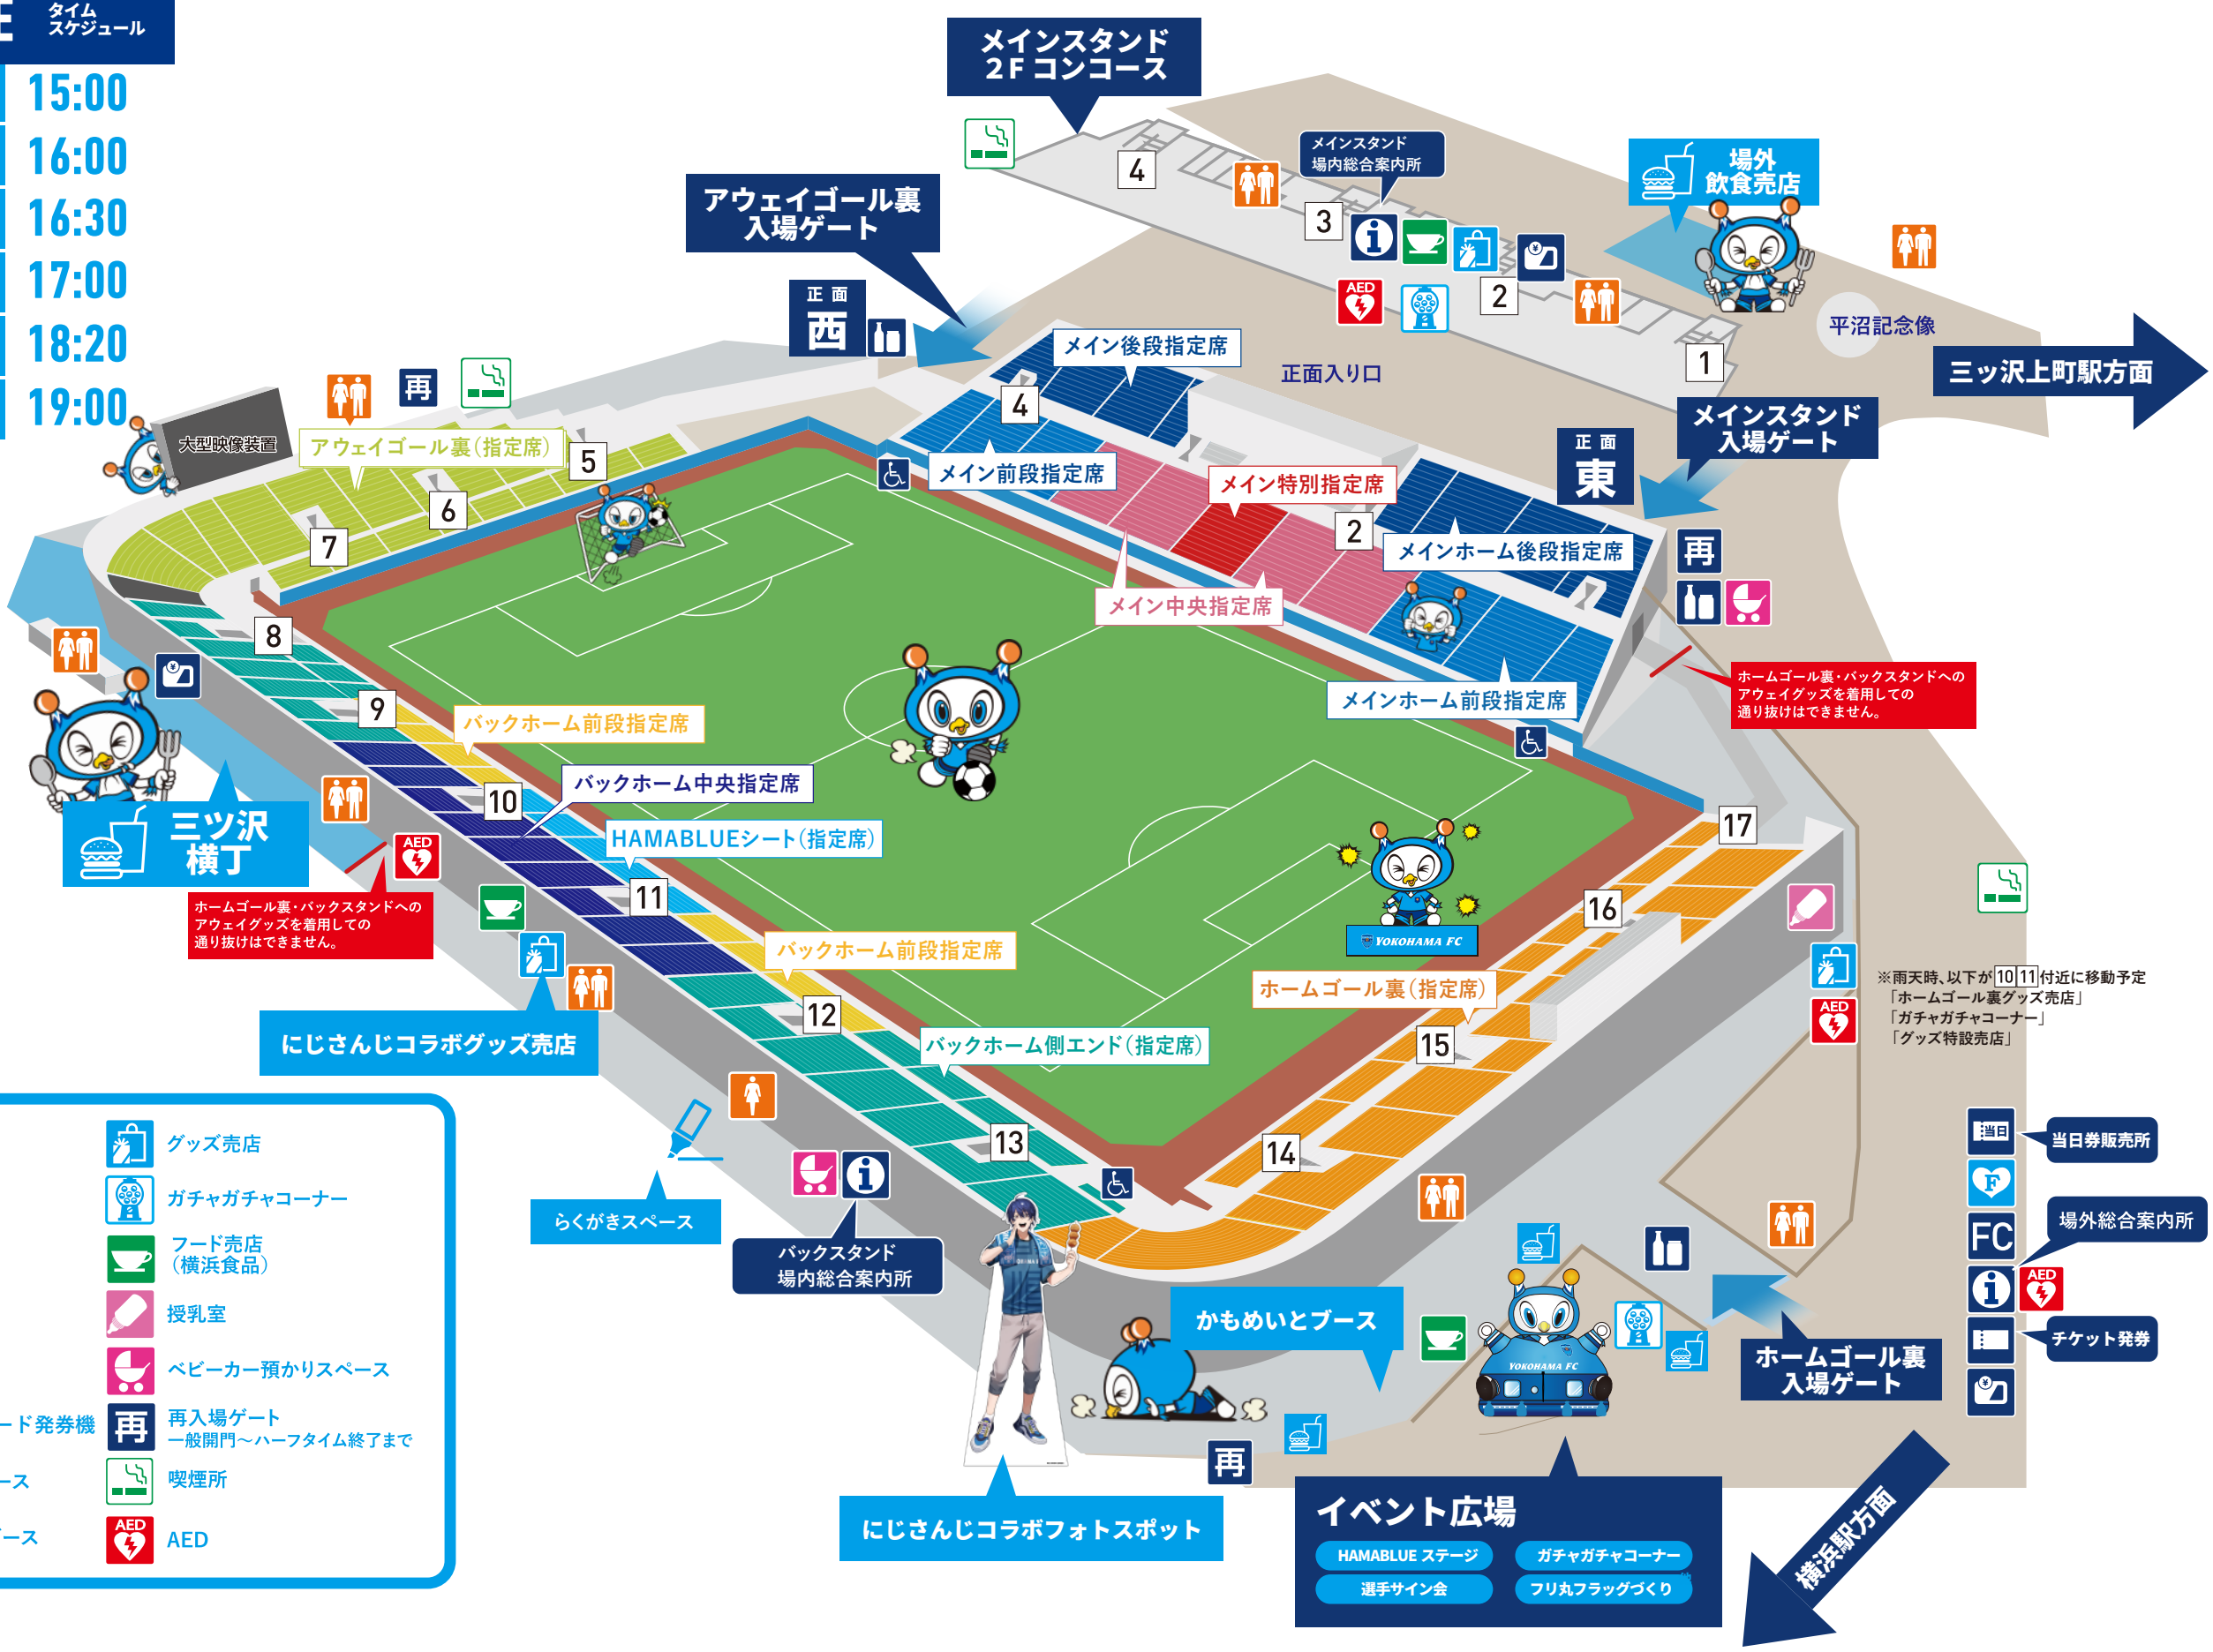 タイム
スケジュール
15:00
16:00
16:30
17:00
18:20
19:00
メインスタンド
2F コンコース
4
メインスタンド
場内総合案内所
3
AED
2
1
場外
飲食売店
平沼記念像
三ッ沢上町駅方面
アウェイゴール裏
入場ゲート
正面
西
正面入り口
メインスタンド
入場ゲート
正面
東
再
大型映像装置
アウェイゴール裏(指定席)
5
6
7
メイン後段指定席
4
メイン前段指定席
メイン特別指定席
2
メインホーム後段指定席
メイン中央指定席
メインホーム前段指定席
再
ホームゴール裏・バックスタンドへの
アウェイグッズを着用しての
通り抜けはできません。
8
9
バックホーム前段指定席
10
バックホーム中央指定席
HAMABLUEシート(指定席)
11
三ツ沢
横丁
AED
ホームゴール裏・バックスタンドへの
アウェイグッズを着用しての
通り抜けはできません。
バックホーム前段指定席
12
バックホーム側エンド(指定席)
13
YOKOHAMA FC
ホームゴール裏(指定席)
17
16
15
14
AED
※雨天時、以下が10 11付近に移動予定
「ホームゴール裏グッズ売店」
「ガチャガチャコーナー」
「グッズ特設売店」
にじさんじコラボグッズ売店
らくがきスペース
バックスタンド
場内総合案内所
かもめいとブース
YOKOHAMA FC
再
にじさんじコラボフォトスポット
ホームゴール裏
入場ゲート
当日
当日券販売所
F
FC
場外総合案内所
AED
チケット発券
イベント広場
HAMABLUE ステージ
ガチャガチャコーナー
選手サイン会
フリ丸フラッグづくり
横浜駅方面
グッズ売店
ガチャガチャコーナー
フード売店
(横浜食品)
授乳室
ベビーカー預かりスペース
ード発券機
再
再入場ゲート
一般開門〜ハーフタイム終了まで
ース
喫煙所
ース
AED
AED